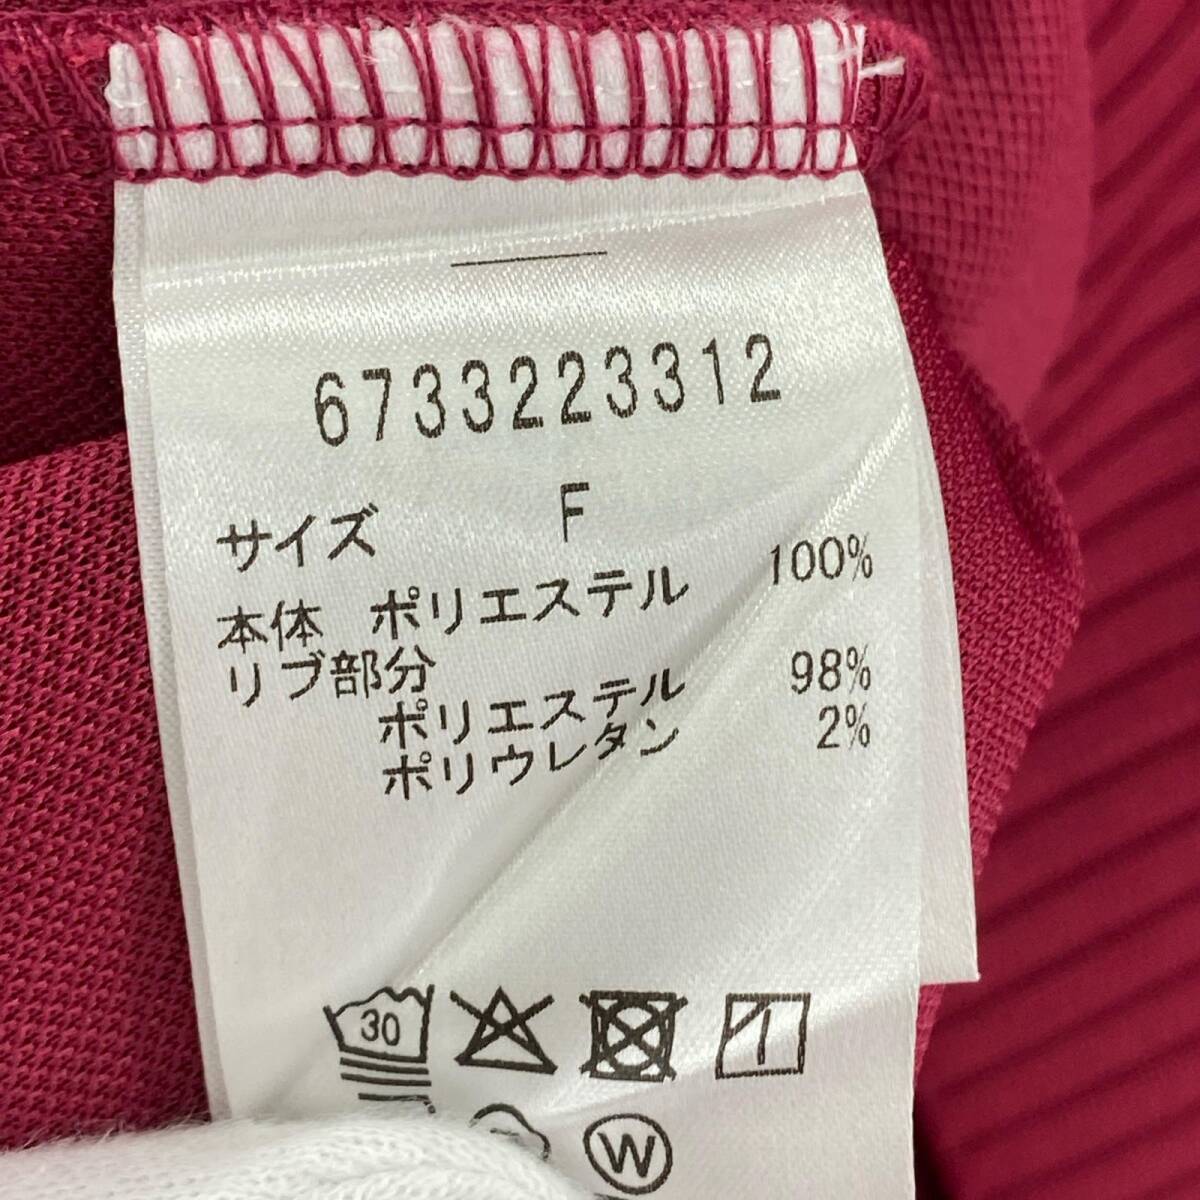 6733223312
サイズ F
本体 ポリエステル 100%
リブ部分
ポリエステル 98%
ポリウレタン 2%
30
W